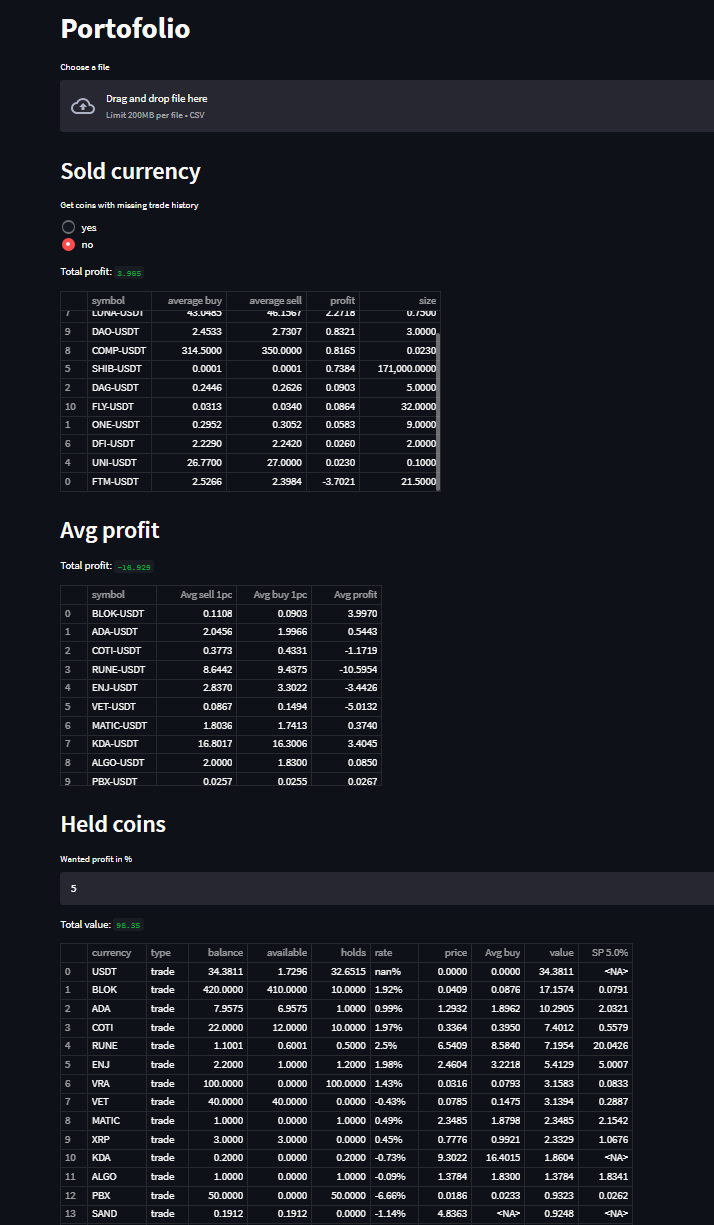 Portofolio
Choose a file
Drag and drop file here
Limit 200MB per file • CSV
Sold currency
Get coins with missing trade history
yes
no
Total profit: 3.965
symbol average buy average sell profit size
7 LUNA-USDT 43.0485 46.1567 2.2718 0.7500
9 DAO-USDT 2.4533 2.7307 0.8321 3.0000
8 COMP-USDT 314.5000 350.0000 0.8165 0.0230
5 SHIB-USDT 0.0001 0.0001 0.7384 171,000.0000
2 DAG-USDT 0.2446 0.2626 0.0903 5.0000
10 FLY-USDT 0.0313 0.0340 0.0864 32.0000
1 ONE-USDT 0.2952 0.3052 0.0583 9.0000
6 DFI-USDT 2.2290 2.2420 0.0260 2.0000
4 UNI-USDT 26.7700 27.0000 0.0230 0.1000
0 FTM-USDT 2.5266 2.3984 -3.7021 21.5000
Avg profit
Total profit: -16.929
symbol Avg sell 1pc Avg buy 1pc Avg profit
0 BLOK-USDT 0.1108 0.0903 3.9970
1 ADA-USDT 2.0456 1.9966 0.5443
2 COTI-USDT 0.3773 0.4331 -1.1719
3 RUNE-USDT 8.6442 9.4375 -10.5954
4 ENJ-USDT 2.8370 3.3022 -3.4426
5 VET-USDT 0.0867 0.1494 -5.0132
6 MATIC-USDT 1.8036 1.7413 0.3740
7 KDA-USDT 16.8017 16.3006 3.4045
8 ALGO-USDT 2.0000 1.8300 0.0850
9 PBX-USDT 0.0257 0.0255 0.0267
Held coins
Wanted profit in %
5
Total value: 98.35
currency type balance available holds rate price Avg buy value SP 5.0%
0 USDT trade 34.3811 1.7296 32.6515 nan% 0.0000 0.0000 34.3811 <NA>
1 BLOK trade 420.0000 410.0000 10.0000 1.92% 0.0409 0.0876 17.1574 0.0791
2 ADA trade 7.9575 6.9575 1.0000 0.99% 1.2932 1.8962 10.2905 2.0321
3 COTI trade 22.0000 12.0000 10.0000 1.97% 0.3364 0.3950 7.4012 0.5579
4 RUNE trade 1.1001 0.6001 0.5000 2.5% 6.5409 8.5840 7.1954 20.0426
5 ENJ trade 2.2000 1.0000 1.2000 1.98% 2.4604 3.2218 5.4129 5.0007
6 VRA trade 100.0000 0.0000 100.0000 1.43% 0.0316 0.0793 3.1583 0.0833
7 VET trade 40.0000 40.0000 0.0000 -0.43% 0.0785 0.1475 3.1394 0.2887
8 MATIC trade 1.0000 0.0000 1.0000 0.49% 2.3485 1.8798 2.3485 2.1542
9 XRP trade 3.0000 3.0000 0.0000 0.45% 0.7776 0.9921 2.3329 1.0676
10 KDA trade 0.2000 0.0000 0.2000 -0.73% 9.3022 16.4015 1.8604 <NA>
11 ALGO trade 1.0000 0.0000 1.0000 -0.09% 1.3784 1.8300 1.3784 1.8341
12 PBX trade 50.0000 0.0000 50.0000 -6.66% 0.0186 0.0233 0.9323 0.0262
13 SAND trade 0.1912 0.1912 0.0000 -1.14% 4.8363 <NA> 0.9248 <NA>